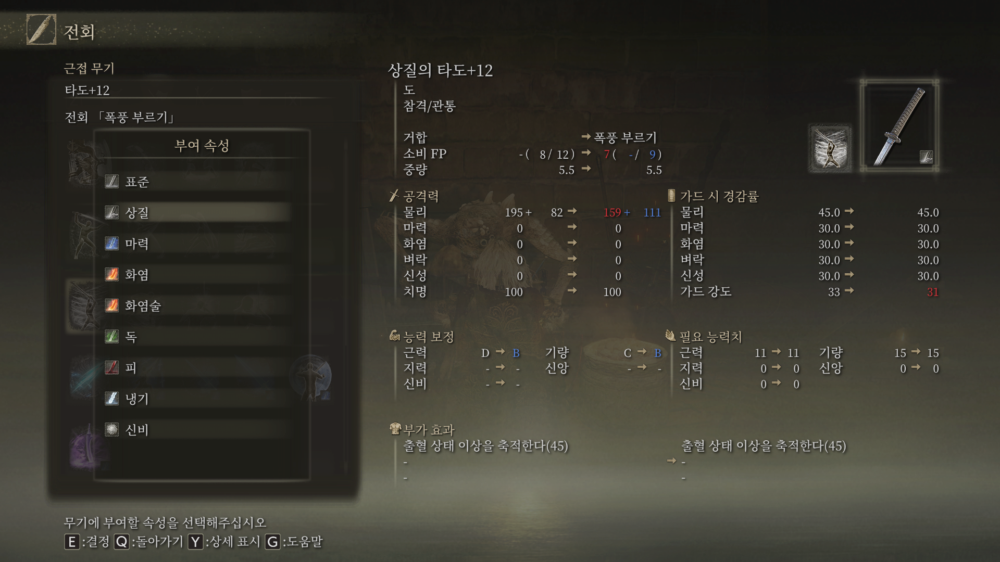 전회
근접 무기
타도+12
전회 「폭풍 부르기」
부여 속성
표준
상질
마력
화염
화염술
독
피
냉기
신비
상질의 타도+12
도
참격/관통
거합 → 폭풍 부르기
소비 FP -( 8/ 12) → 7( -/ 9)
중량 5.5 → 5.5
공격력
물리 195+ 82 → 159+ 111
마력 0 → 0
화염 0 → 0
벼락 0 → 0
신성 0 → 0
치명 100 → 100
가드 시 경감률
물리 45.0 → 45.0
마력 30.0 → 30.0
화염 30.0 → 30.0
벼락 30.0 → 30.0
신성 30.0 → 30.0
가드 강도 33 → 31
능력 보정
근력 D → B 기량 C → B
지력 - → - 신앙 - → -
신비 - → -
필요 능력치
근력 11 → 11 기량 15 → 15
지력 0 → 0 신앙 0 → 0
신비 0 → 0
부가 효과
출혈 상태 이상을 축적한다(45) 출혈 상태 이상을 축적한다(45)
- → -
- -
무기에 부여할 속성을 선택해주십시오
E:결정 Q:돌아가기 Y:상세 표시 G:도움말